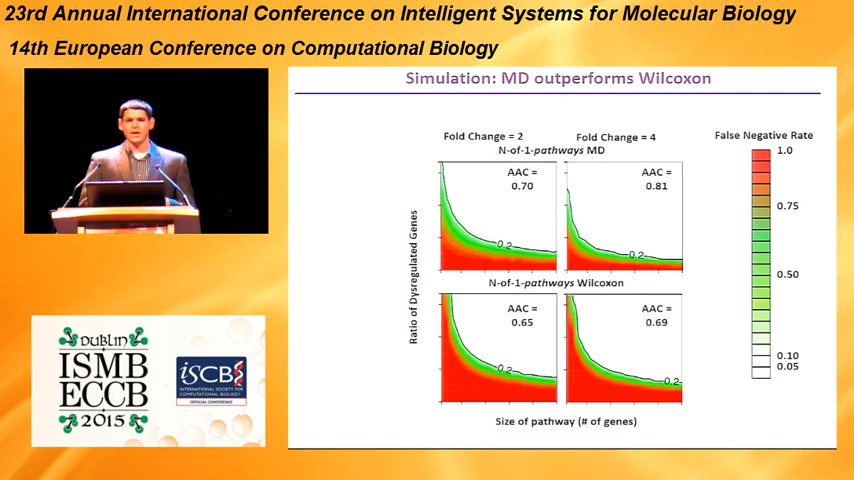 23rd Annual International Conference on Intelligent Systems for Molecular Biology
14th European Conference on Computational Biology
Simulation: MD outperforms Wilcoxon
Fold Change = 2
Fold Change = 4
N-of-1-pathways MD
False Negative Rate
AAC =
0.70
AAC =
0.81
0.2
0.2
N-of-1-pathways Wilcoxon
AAC =
0.65
AAC =
0.69
0.2
0.2
Ratio of Dysregulated Genes
Size of pathway (# of genes)
1.0
0.75
0.50
0.10
0.05
DUBLIN
ISMB
ECCB
2015
ISCB
INTERNATIONAL SOCIETY FOR
COMPUTATIONAL BIOLOGY
OFFICIAL CONFERENCE